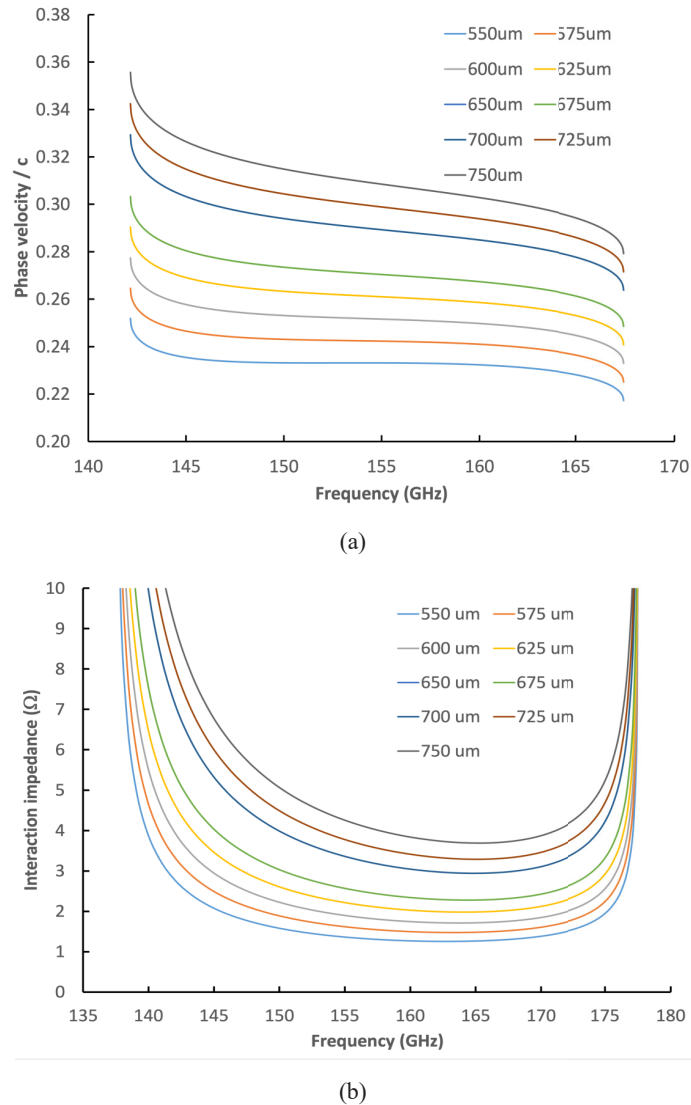 0.38
0.36
0.34
0.32
0.30
0.28
0.26
0.24
0.22
0.20
Phase velocity / c
550um 575um
600um 625um
650um 675um
700um 725um
750um
140 145 150 155 160 165 170
Frequency (GHz)
(a)
10
9
8
7
6
5
4
3
2
1
0
Interaction impedance (Ω)
550 um 575 um
600 um 625 um
650 um 675 um
700 um 725 um
750 um
135 140 145 150 155 160 165 170 175 180
Frequency (GHz)
(b)